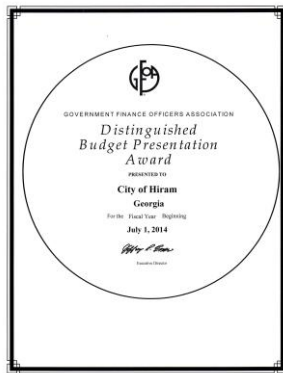 GFOA
GOVERNMENT FINANCE OFFICERS ASSOCIATION
Distinguished
Budget Presentation
Award
PRESENTED TO
City of Hiram
Georgia
For the Fiscal Year Beginning
July 1, 2014
Executive Director